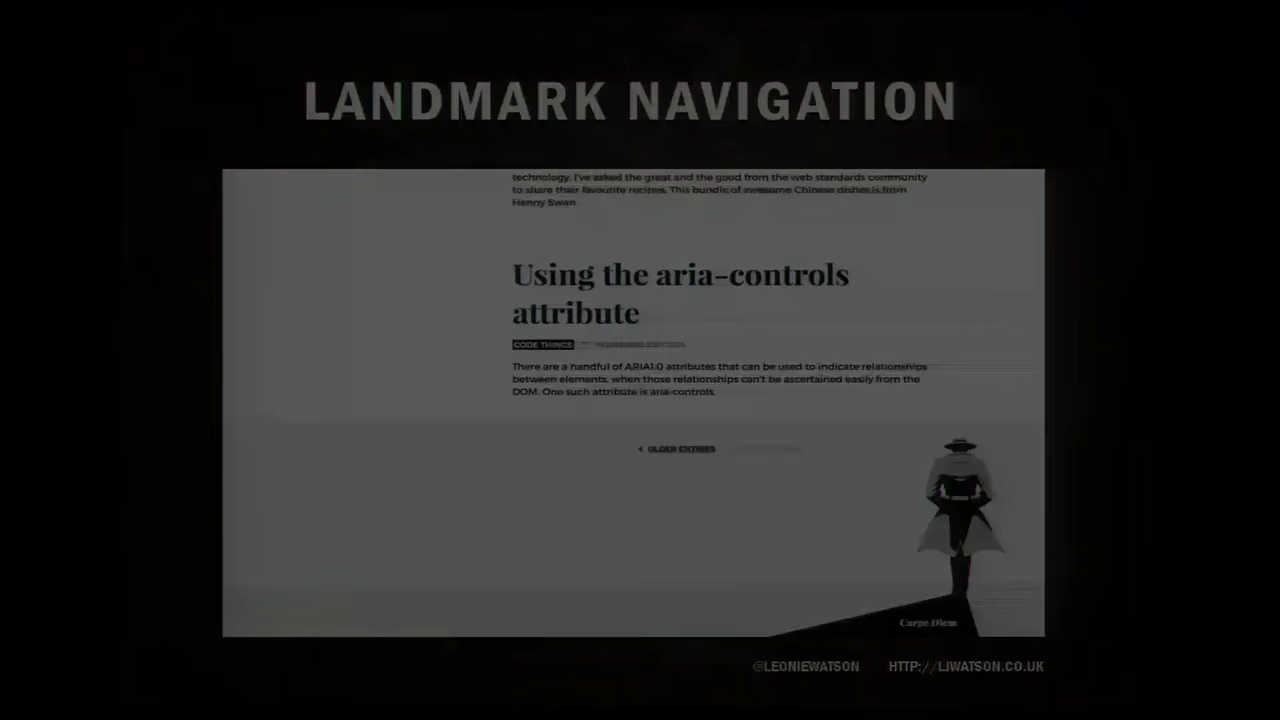 LANDMARK NAVIGATION
technology. I've asked the great and the good from the web standards community
to share their favourite recipes. This bundle of awesome Chinese dishes is from
Henny Swan
Using the aria-controls
attribute
CODE THINGS
There are a handful of ARIA1.0 attributes that can be used to indicate relationships
between elements, when those relationships can't be ascertained easily from the
DOM. One such attribute is aria-controls.
OLDER ENTRIES
Carpe Diem
@LEONIEWATSON HTTP://LJWATSON.CO.UK